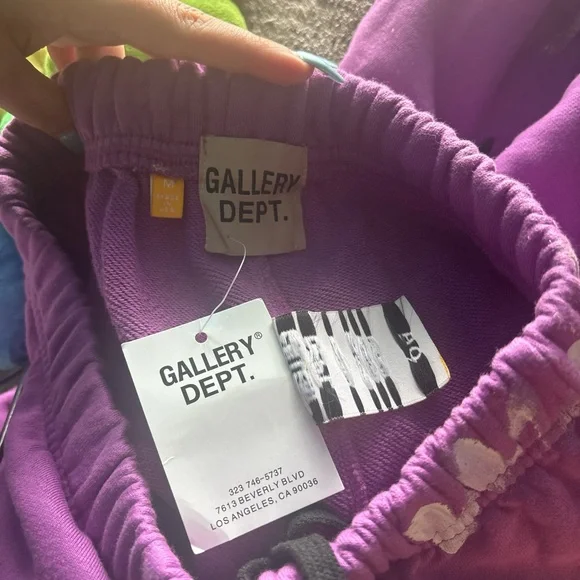 M
GALLERY
DEPT.
GALLERY®
DEPT.
323 746-5737
7613 BEVERLY BLVD
LOS ANGELES, CA 90036